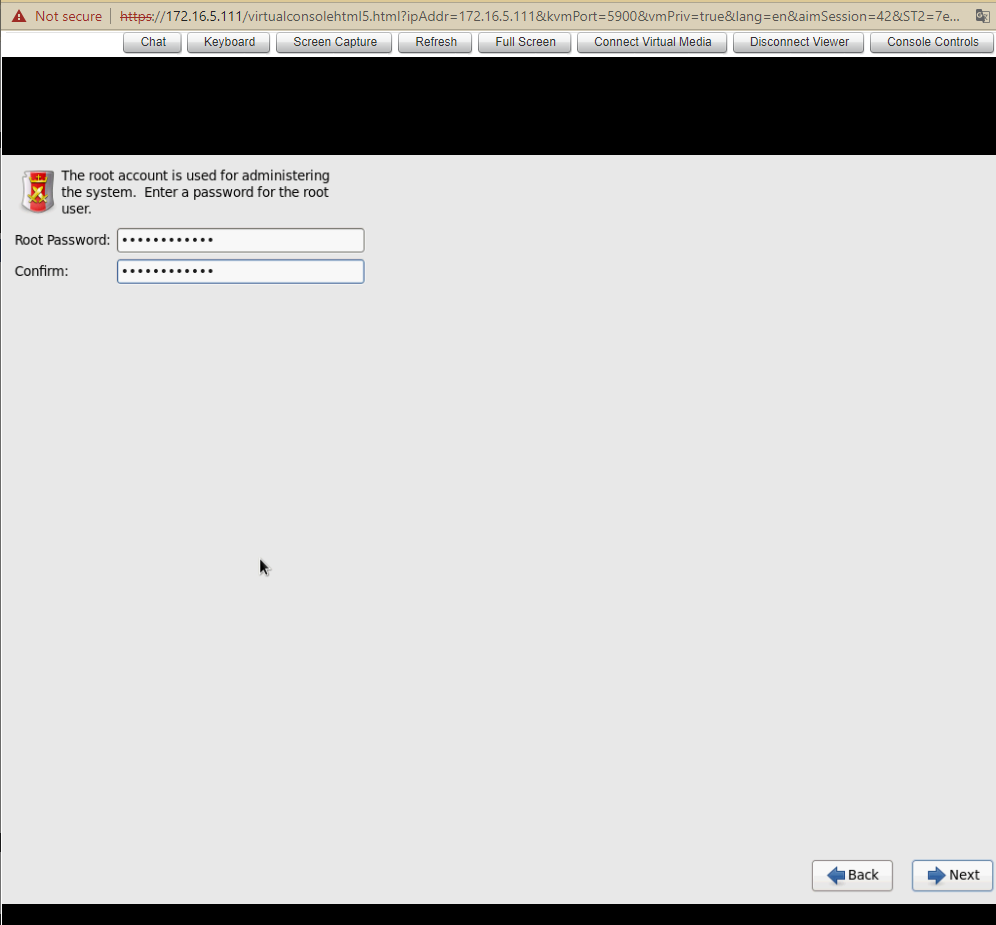 Not secure https://172.16.5.111/virtualconsolehtml5.html?ipAddr=172.16.5.111&kvmPort=5900&vmPriv=true&lang=en&aimSession=42&ST2=7e...
Chat Keyboard Screen Capture Refresh Full Screen Connect Virtual Media Disconnect Viewer Console Controls
The root account is used for administering
the system.  Enter a password for the root
user.
Root Password: ••••••••••••
Confirm: ••••••••••••
Back Next